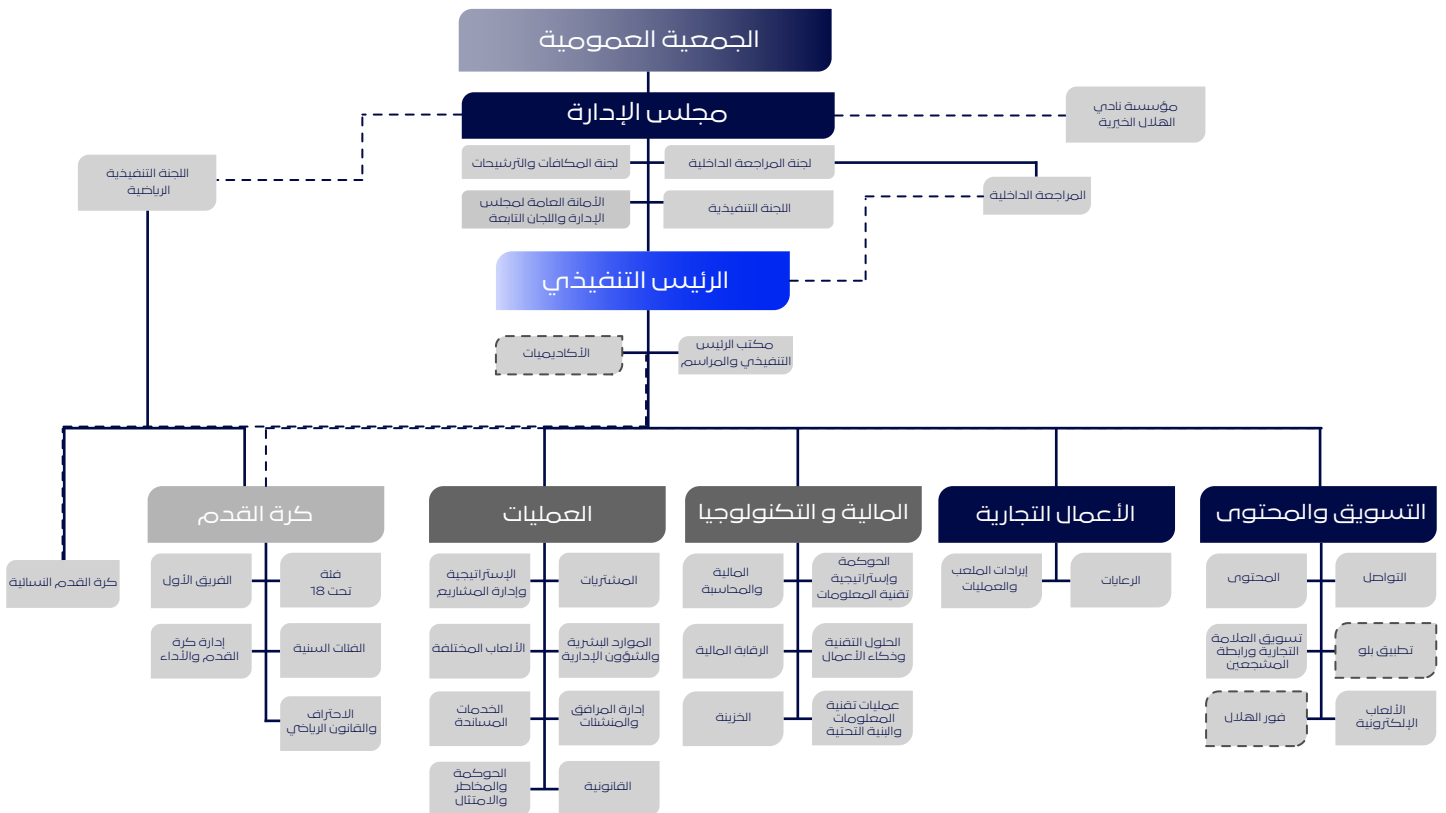 الجمعية العمومية
مجلس الإدارة
مؤسسة نادي
الهلال الخيرية
لجنة المراجعة الداخلية
لجنة المكافآت والترشيحات
اللجنة التنفيذية
الرياضية
المراجعة الداخلية
اللجنة التنفيذية
الأمانة العامة لمجلس
الإدارة واللجان التابعة
الرئيس التنفيذي
مكتب الرئيس
التنفيذي والمراسم
الأكاديميات
التسويق والمحتوى
الأعمال التجارية
المالية و التكنولوجيا
العمليات
كرة القدم
التواصل
المحتوى
تطبيق بلو
تسويق العلامة
التجارية ورابطة
المشجعين
الألعاب
الإلكترونية
فور الهلال
الرعايات
إيرادات الملعب
والعمليات
الحوكمة
وإستراتيجية
تقنية المعلومات
المالية
والمحاسبة
الحلول التقنية
وذكاء الأعمال
الرقابة المالية
عمليات تقنية
المعلومات
والبنية التحتية
الخزينة
المشتريات
الإستراتيجية
وإدارة المشاريع
الموارد البشرية
والشؤون الإدارية
الألعاب المختلفة
إدارة المرافق
والمنشئات
الخدمات
المساندة
القانونية
الحوكمة
والمخاطر
والامتثال
فئة
تحت 18
الفريق الأول
الفئات السنية
إدارة كرة
القدم والأداء
الاحتراف
والقانون الرياضي
كرة القدم النسائية